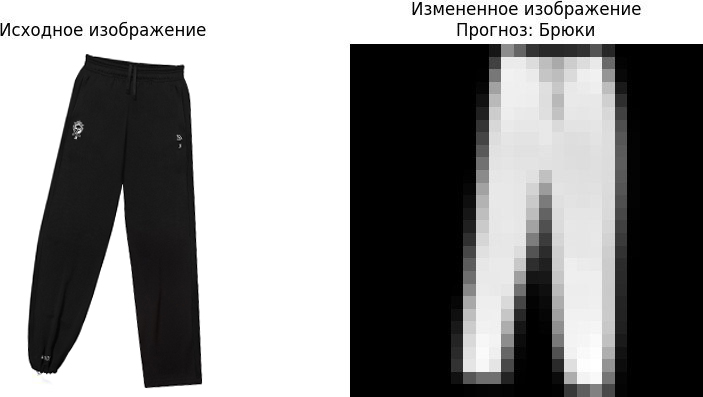 Исходное изображение
Измененное изображение
Прогноз: Брюки